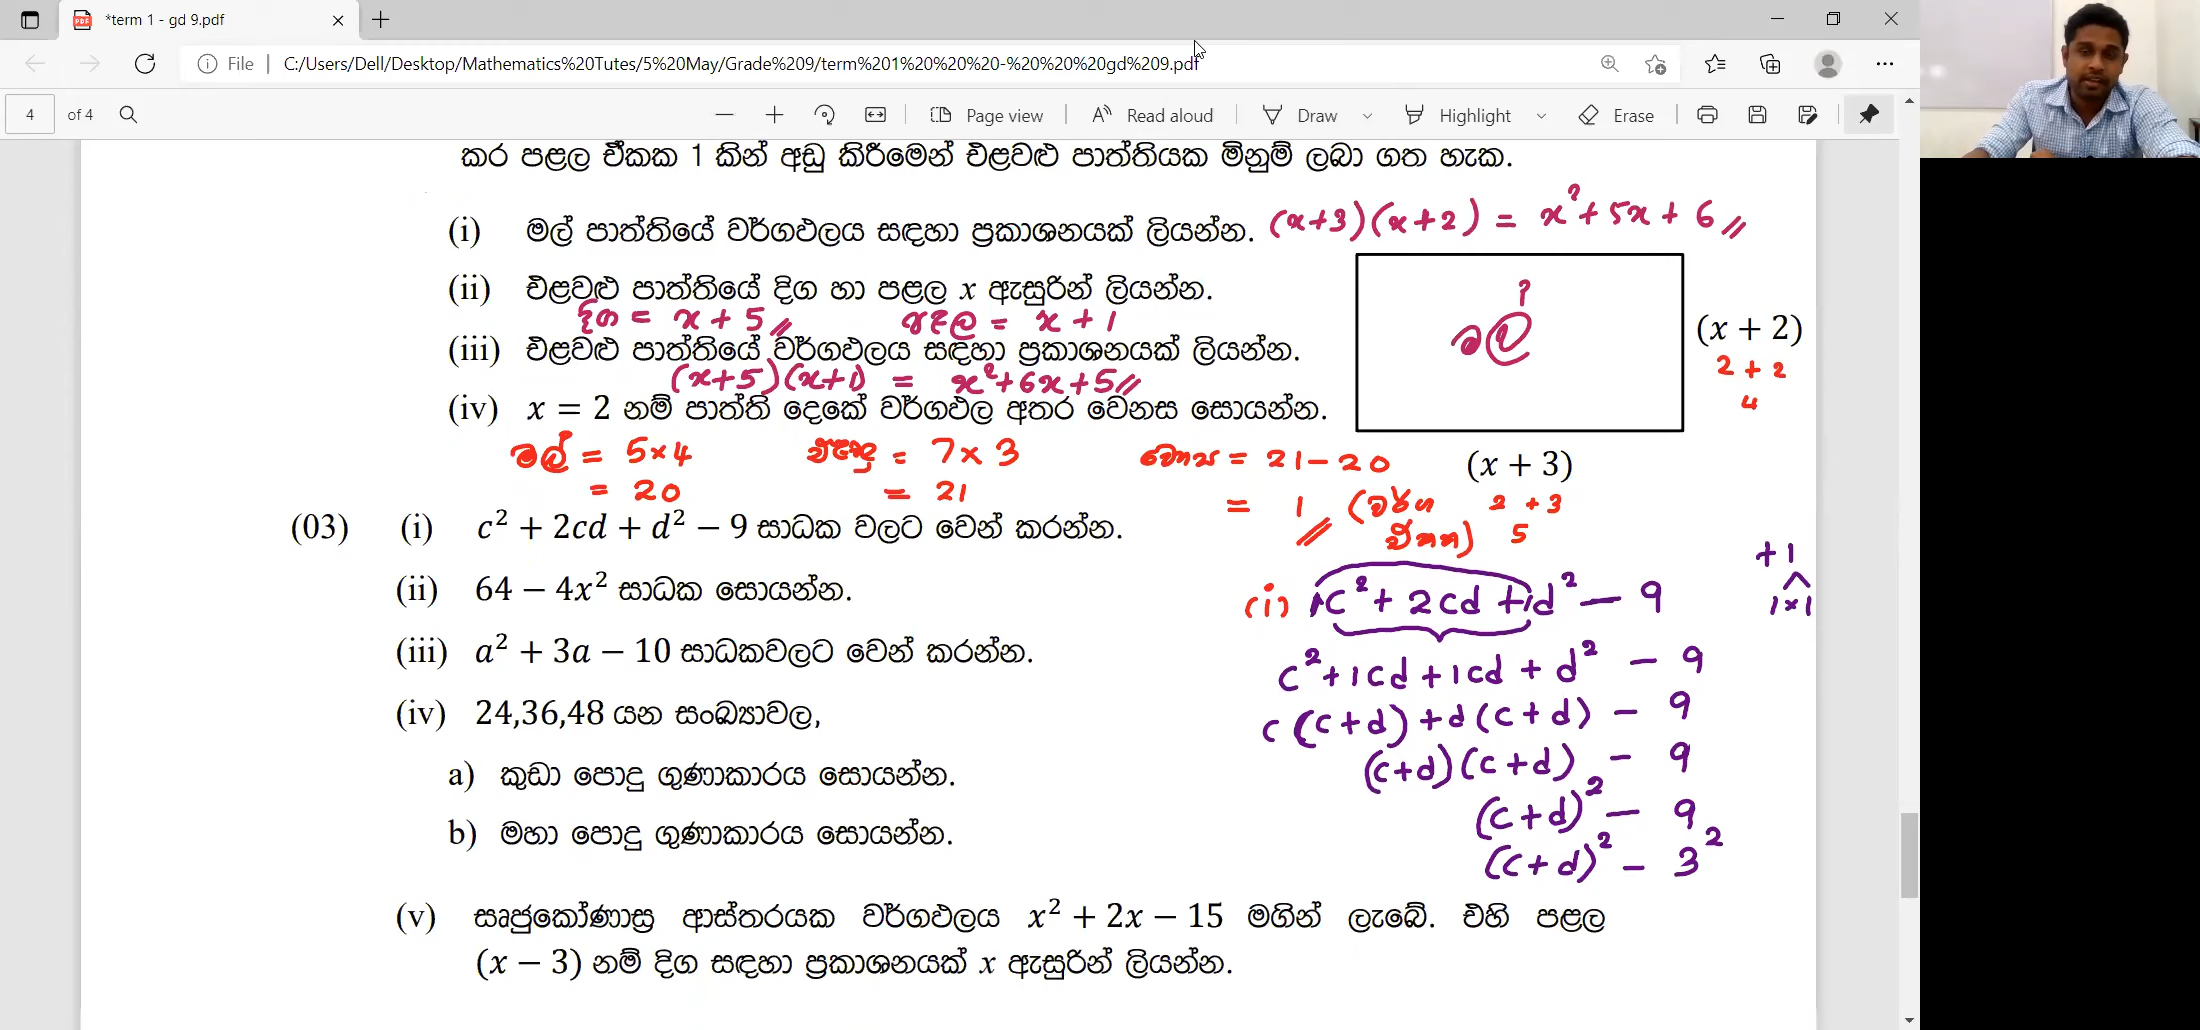 *term 1 - gd 9.pdf
File C:/Users/Dell/Desktop/Mathematics%20Tutes/5%20May/Grade%209/term%201%20%20%20-%20%20%20gd%209.pdf
4 of 4 Page view Read aloud Draw Highlight Erase
කර පළල ඒකක 1 කින් අඩු කිරීමෙන් එළවළු පාත්තියක මිනුම් ලබා ගත හැක.
(i) මල් පාත්තියේ වර්ගඵලය සඳහා ප්‍රකාශනයක් ලියන්න. (x+3)(x+2) = x² + 5x + 6 //
(ii) එළවළු පාත්තියේ දිග හා පළල x ඇසුරින් ලියන්න.
දිග = x + 5 // පළල = x + 1
(x + 2)
2 + 2
4
(iii) එළවළු පාත්තියේ වර්ගඵලය සඳහා ප්‍රකාශනයක් ලියන්න.
(x+5)(x+1) = x²+6x+5 //
(iv) x = 2 නම් පාත්ති දෙකේ වර්ගඵල අතර වෙනස සොයන්න.
මල් = 5×4 එළවළු = 7 × 3 වෙනස = 21 – 20 (x + 3)
= 20 = 21 = 1 // (වර්ග ඒකක) 2 + 3
5
(03) (i) c² + 2cd + d² − 9 සාධක වලට වෙන් කරන්න.
(ii) 64 − 4x² සාධක සොයන්න.
(iii) a² + 3a − 10 සාධකවලට වෙන් කරන්න.
(iv) 24,36,48 යන සංඛ්‍යාවල,
a) කුඩා පොදු ගුණාකාරය සොයන්න.
b) මහා පොදු ගුණාකාරය සොයන්න.
(v) සෘජුකෝණාස්‍ර ආස්තරයක වර්ගඵලය x² + 2x − 15 මගින් ලැබේ. එහි පළල
(x − 3) නම් දිග සඳහා ප්‍රකාශනයක් x ඇසුරින් ලියන්න.
+1
1×1
(i) 1c² + 2cd + 1d² – 9
c² + 1cd + 1cd + d² – 9
c (c + d) + d (c + d) – 9
(c+d)(c+d) – 9
(c+d)² – 9
(c+d)² – 3²